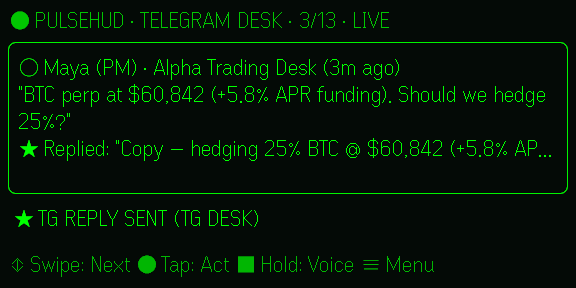 ● PULSEHUD · TELEGRAM DESK · 3/13 · LIVE
○ Maya (PM) · Alpha Trading Desk (3m ago)
"BTC perp at $60,842 (+5.8% APR funding). Should we hedge
25%?"
★ Replied: "Copy — hedging 25% BTC @ $60,842 (+5.8% AP...
★ TG REPLY SENT (TG DESK)
⇕ Swipe: Next ● Tap: Act ■ Hold: Voice ≡ Menu